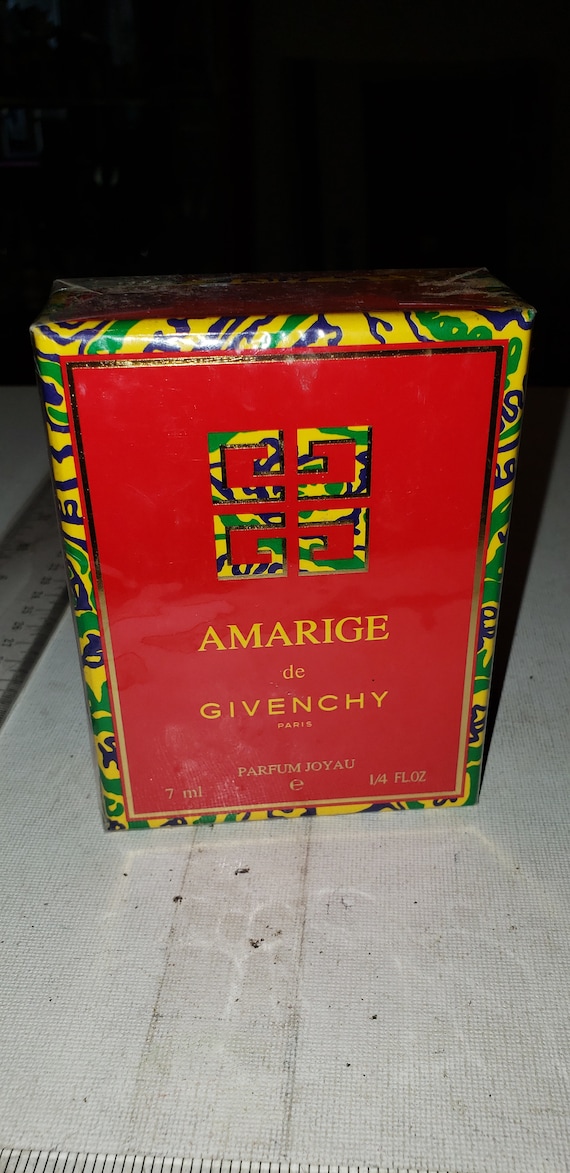 AMARIGE
de
GIVENCHY
PARIS
PARFUM JOYAU
7 ml e 1/4 FL.OZ